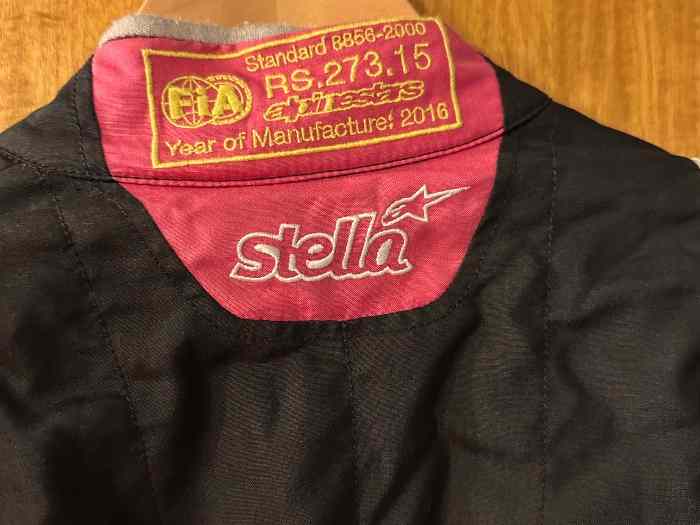 Standard 8856-2000
FiA
RS.273.15
alpinestars
Year of Manufacture: 2016
stella